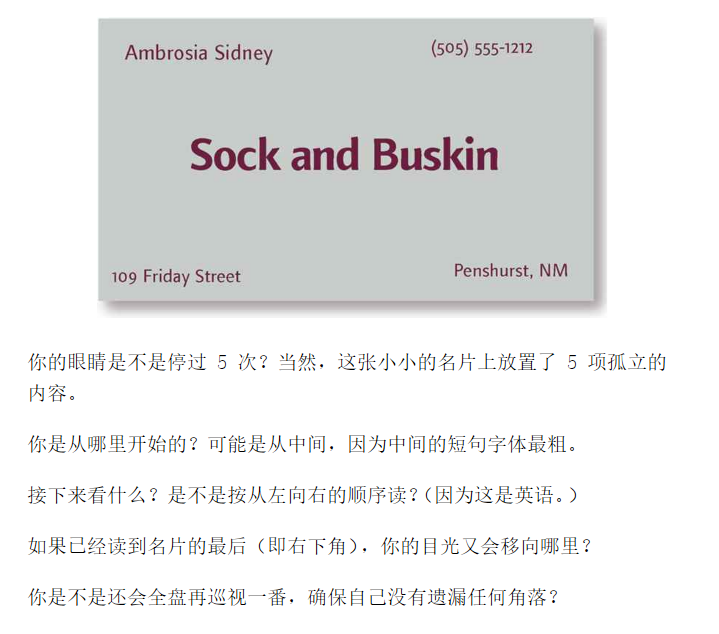 Ambrosia Sidney
(505) 555-1212
Sock and Buskin
109 Friday Street
Penshurst, NM
你的眼睛是不是停过 5 次？当然，这张小小的名片上放置了 5 项孤立的
内容。
你是从哪里开始的？可能是从中间，因为中间的短句字体最粗。
接下来看什么？是不是按从左向右的顺序读？（因为这是英语。）
如果已经读到名片的最后（即右下角），你的目光又会移向哪里？
你是不是还会全盘再巡视一番，确保自己没有遗漏任何角落？